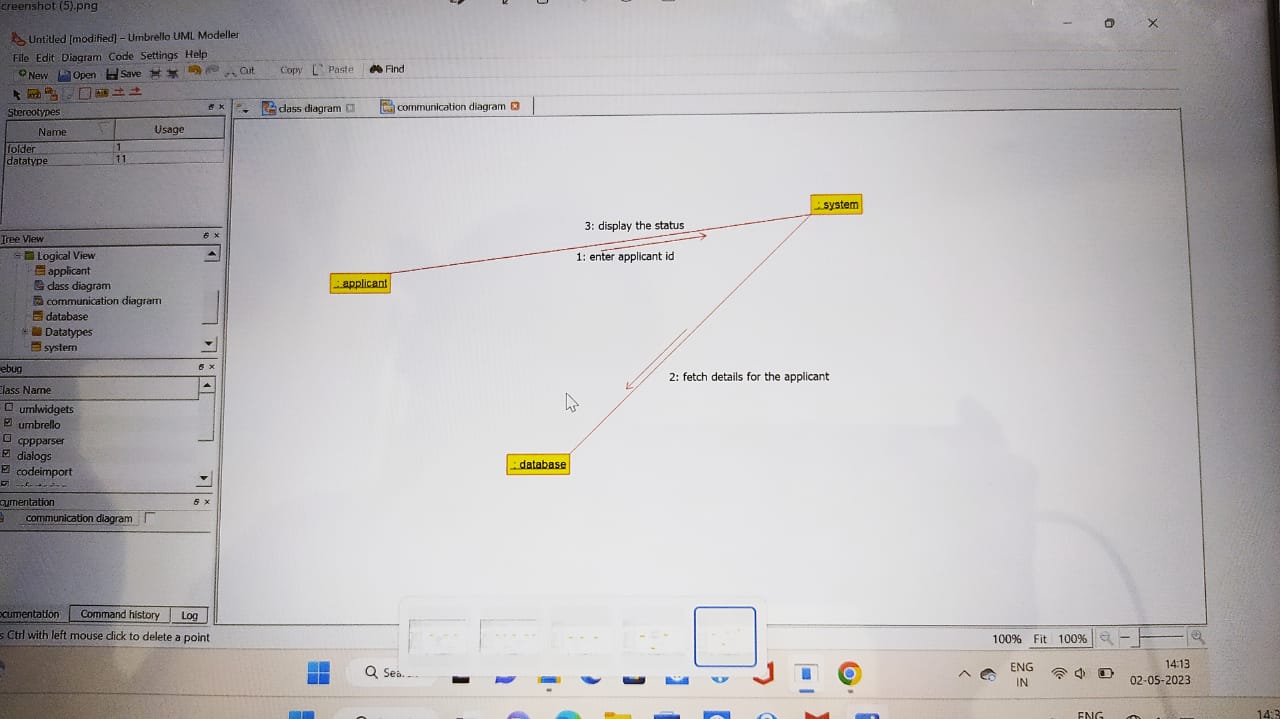 creenshot (5).png
Untitled [modified] - Umbrello UML Modeller
File Edit Diagram Code Settings Help
New Open Save Cut Copy Paste Find
Stereotypes
class diagram communication diagram
Name Usage
folder 1
datatype 11
Tree View
Logical View
applicant
class diagram
communication diagram
database
Datatypes
system
ebug
lass Name
umlwidgets
umbrello
cppparser
dialogs
codeimport
cumentation
communication diagram
ocumentation Command history Log
s Ctrl with left mouse click to delete a point
: system
3: display the status
1: enter applicant id
: applicant
2: fetch details for the applicant
: database
100% Fit 100%
Sea
ENG
IN
14:13
02-05-2023
ENG
14:3